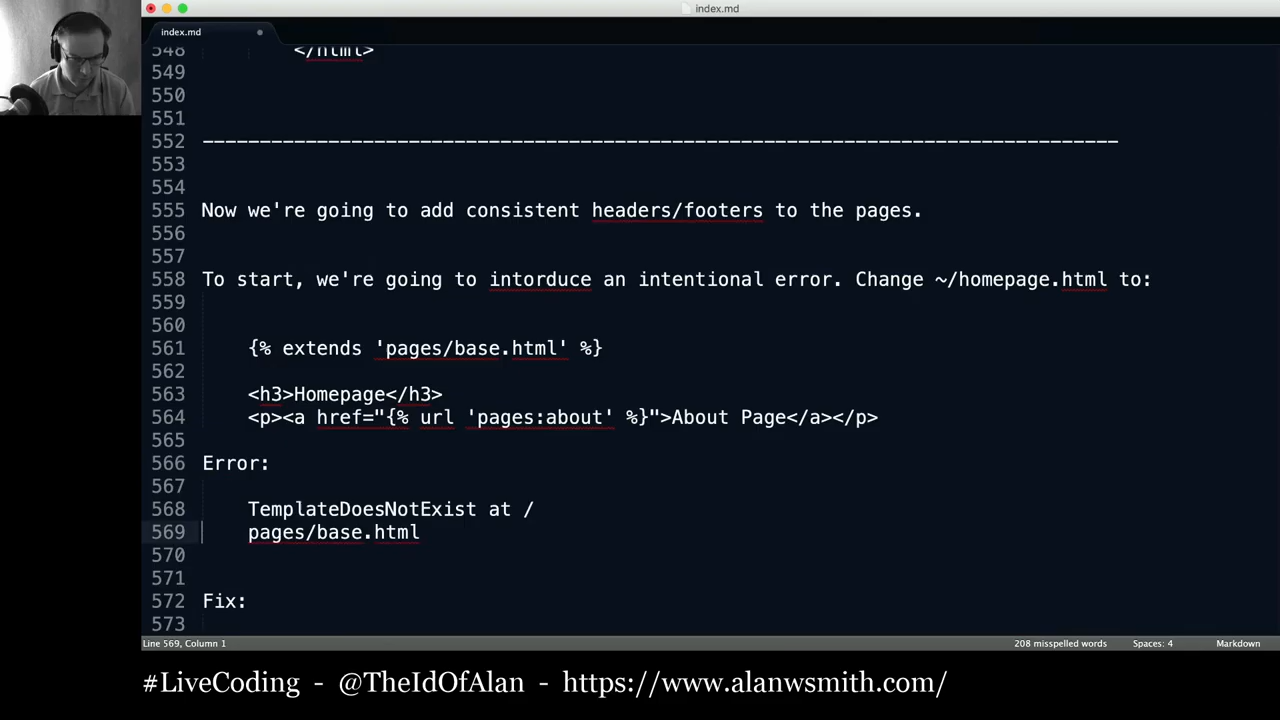 index.md
index.md
548 </html>
549
550
551
552 --------------------------------------------------------------------------------
553
554
555 Now we're going to add consistent headers/footers to the pages.
556
557
558 To start, we're going to intorduce an intentional error. Change ~/homepage.html to:
559
560
561 {% extends 'pages/base.html' %}
562
563 <h3>Homepage</h3>
564 <p><a href="{% url 'pages:about' %}">About Page</a></p>
565
566 Error:
567
568 TemplateDoesNotExist at /
569 pages/base.html
570
571
572 Fix:
573
Line 569, Column 1 208 misspelled words Spaces: 4 Markdown
#LiveCoding - @TheIdOfAlan - https://www.alanwsmith.com/